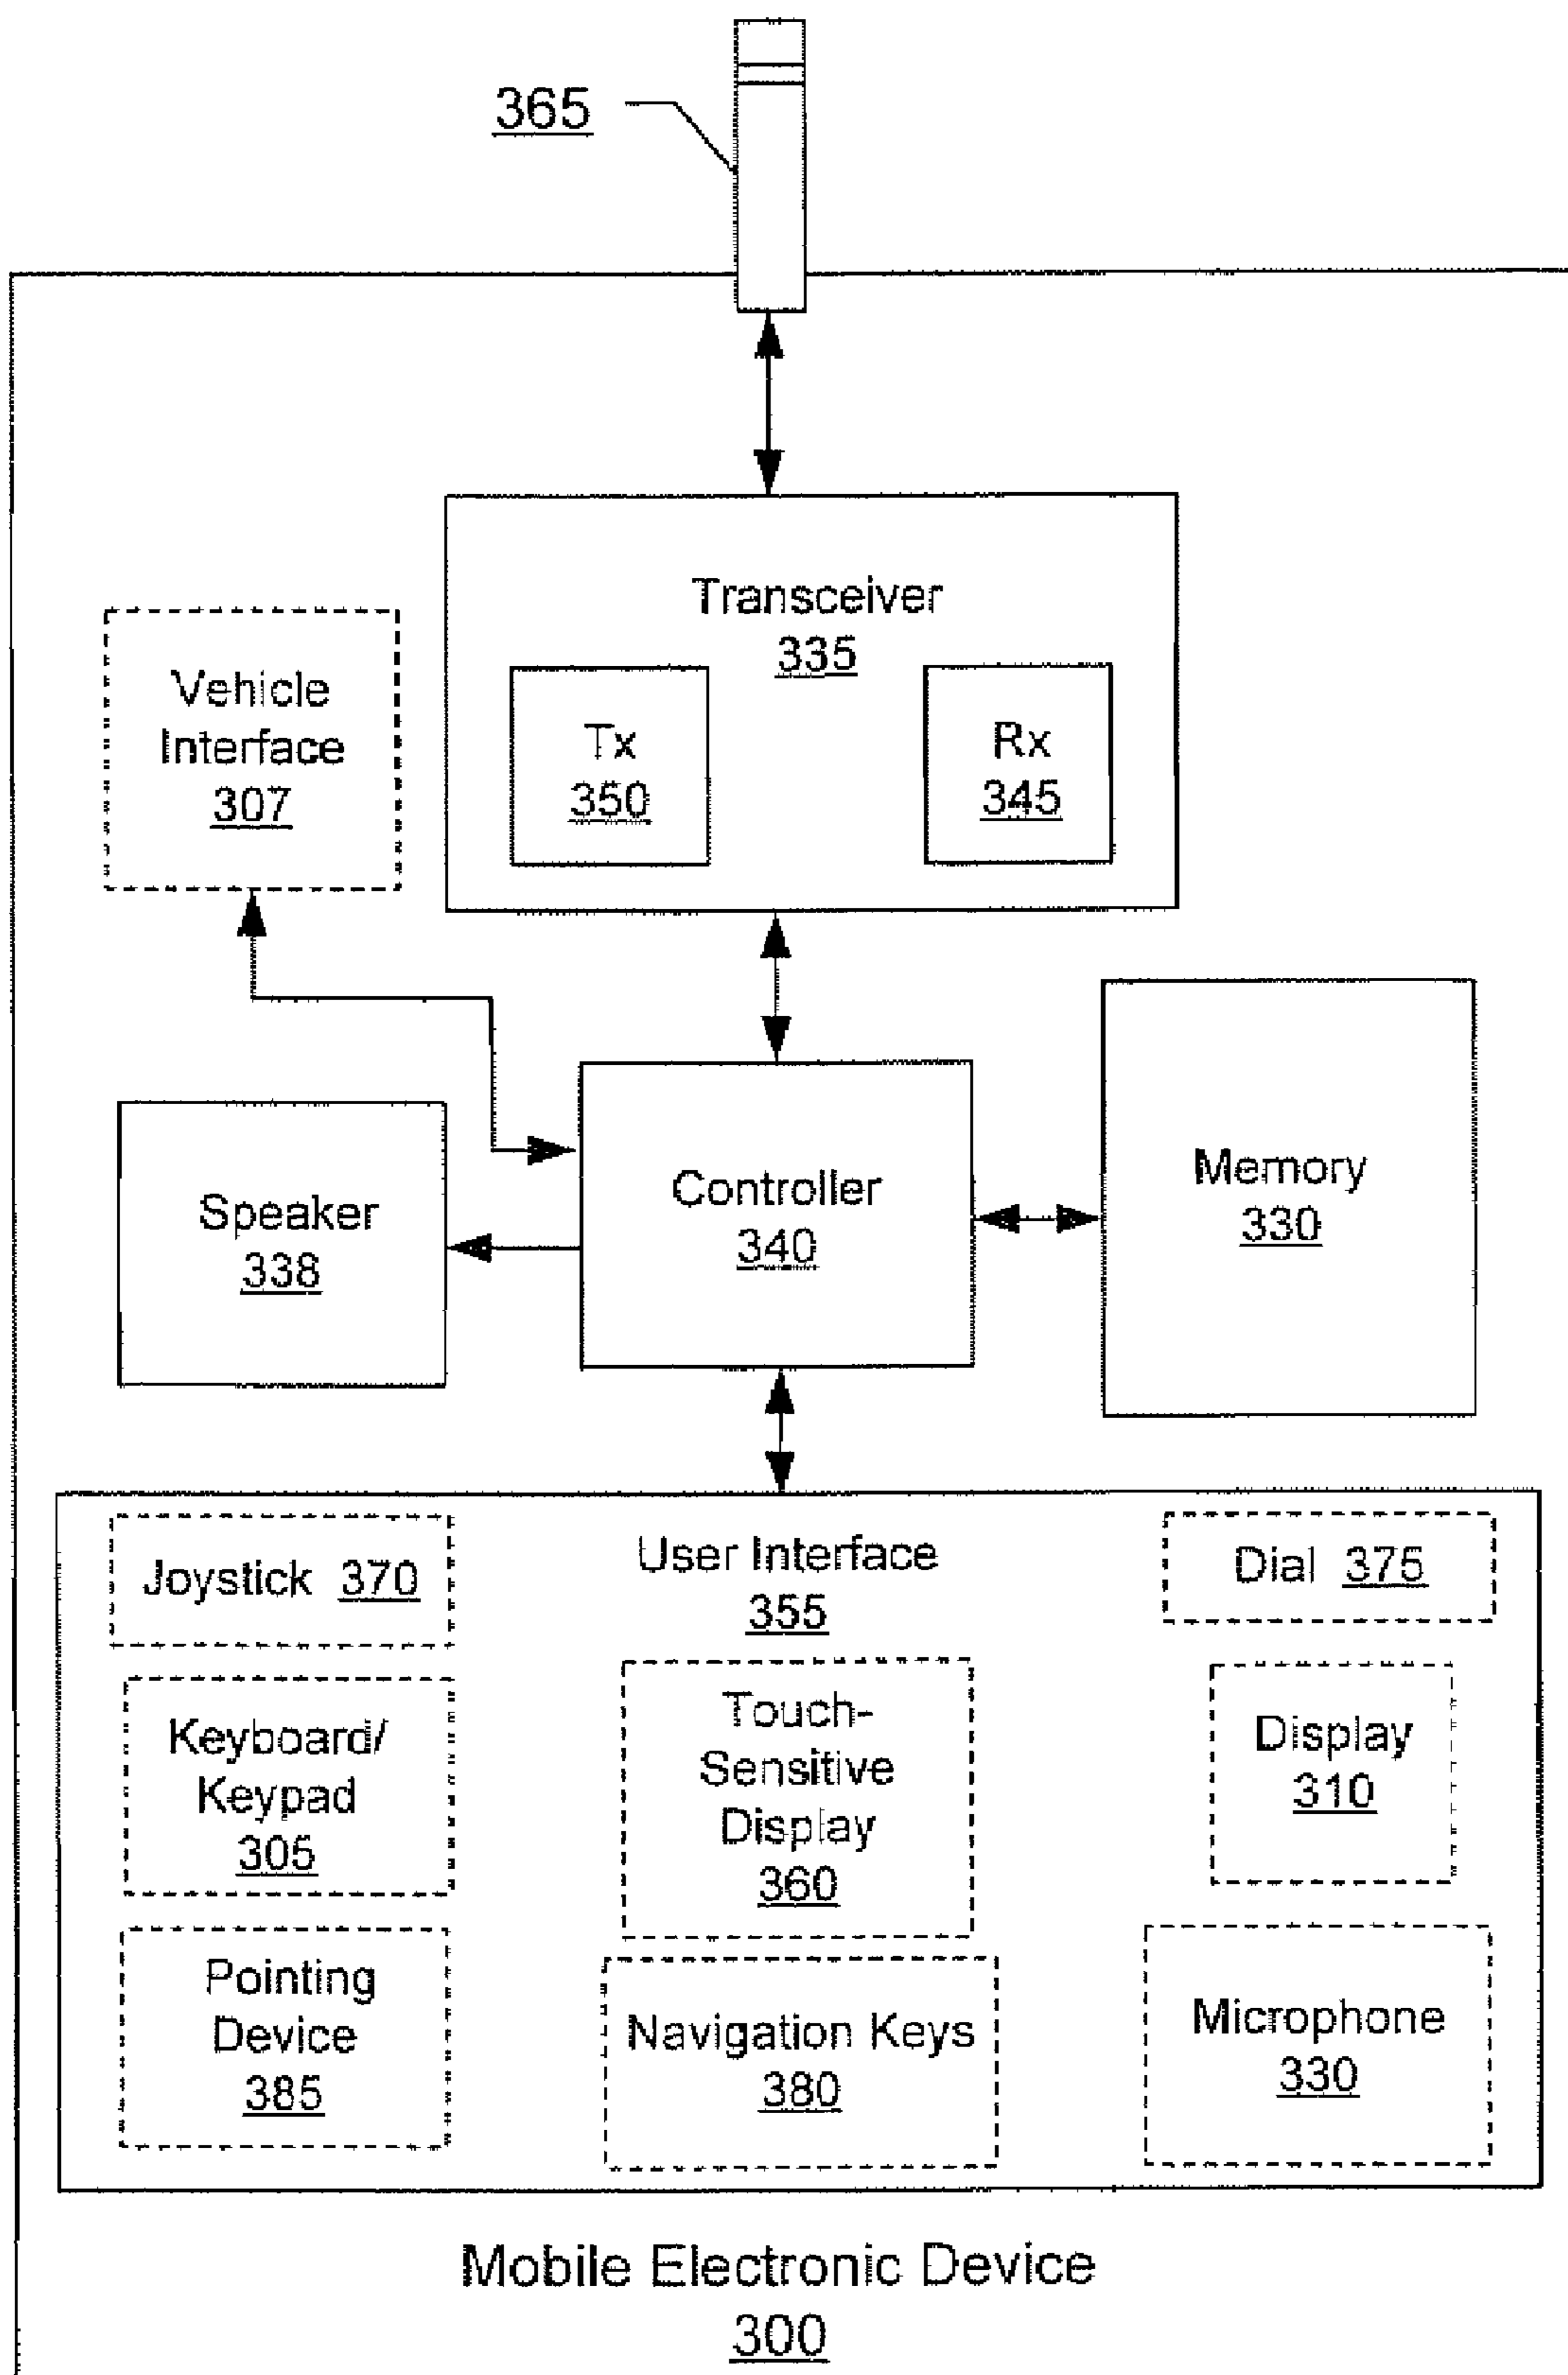 365
Transceiver
335
Vehicle
Interface
307
Tx
350
Rx
345
Speaker
338
Controller
340
Memory
330
User Interface
355
Joystick 370
Dial 375
Keyboard/
Keypad
305
Touch-
Sensitive
Display
360
Display
310
Pointing
Device
385
Navigation Keys
380
Microphone
330
Mobile Electronic Device
300